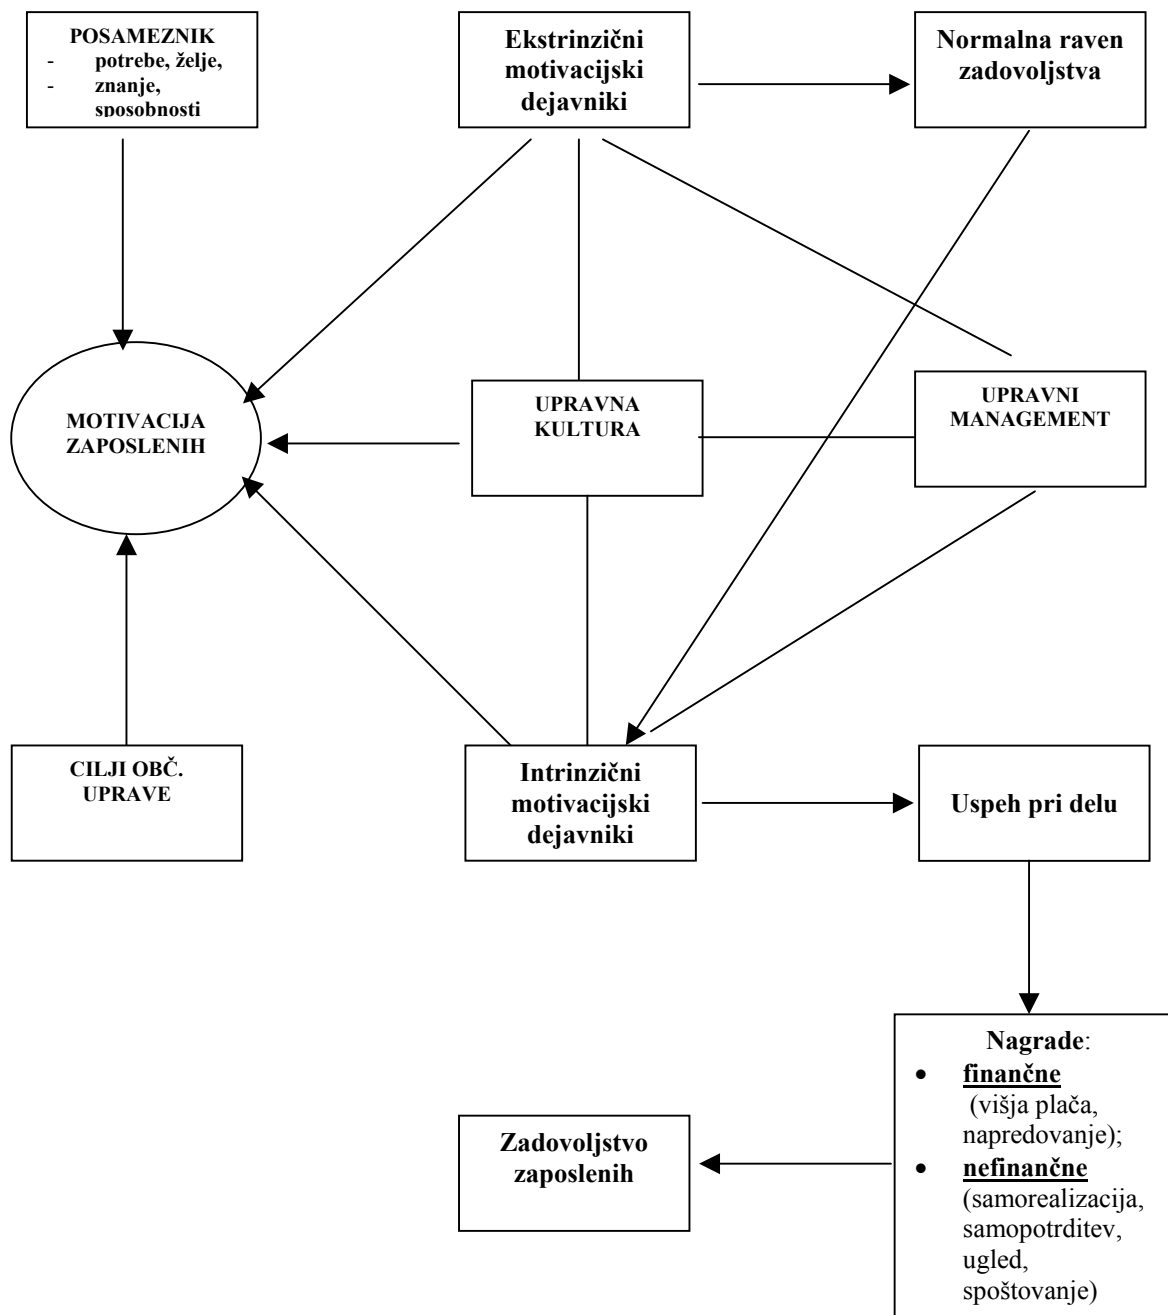 POSAMEZNIK
- potrebe, želje,
- znanje,
sposobnosti
Ekstrinzični
motivacijski
dejavniki
Normalna raven
zadovoljstva
MOTIVACIJA
ZAPOSLENIH
UPRAVNA
KULTURA
UPRAVNI
MANAGEMENT
CILJI OBČ.
UPRAVE
Intrinzični
motivacijski
dejavniki
Uspeh pri delu
Nagrade:
• finančne
(višja plača,
napredovanje);
• nefinančne
(samorealizacija,
samopotrditev,
ugled,
spoštovanje)
Zadovoljstvo
zaposlenih